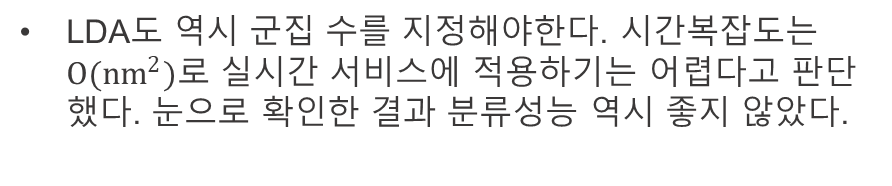 • LDA도 역시 군집 수를 지정해야한다. 시간복잡도는
O(nm²)로 실시간 서비스에 적용하기는 어렵다고 판단
했다. 눈으로 확인한 결과 분류성능 역시 좋지 않았다.